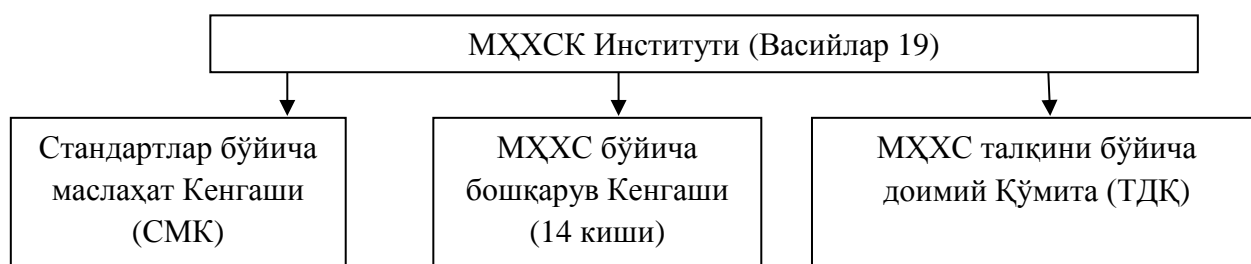 МҲХСК Институти (Васийлар 19)
Стандартлар бўйича
маслаҳат Кенгаши
(СМК)
МҲХС бўйича
бошқарув Кенгаши
(14 киши)
МҲХС талқини бўйича
доимий Қўмита (ТДҚ)